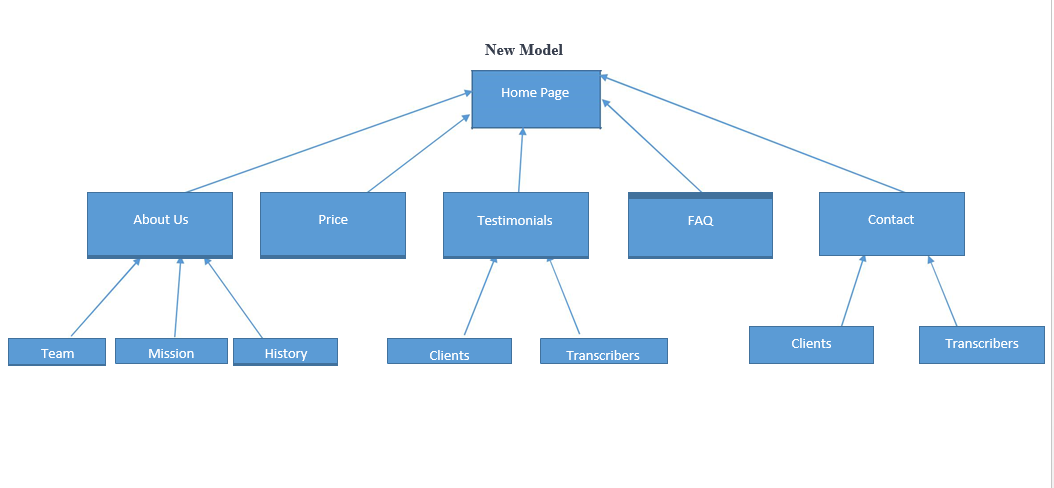 New Model
Home Page
About Us
Price
Testimonials
FAQ
Contact
Team
Mission
History
Clients
Transcribers
Clients
Transcribers